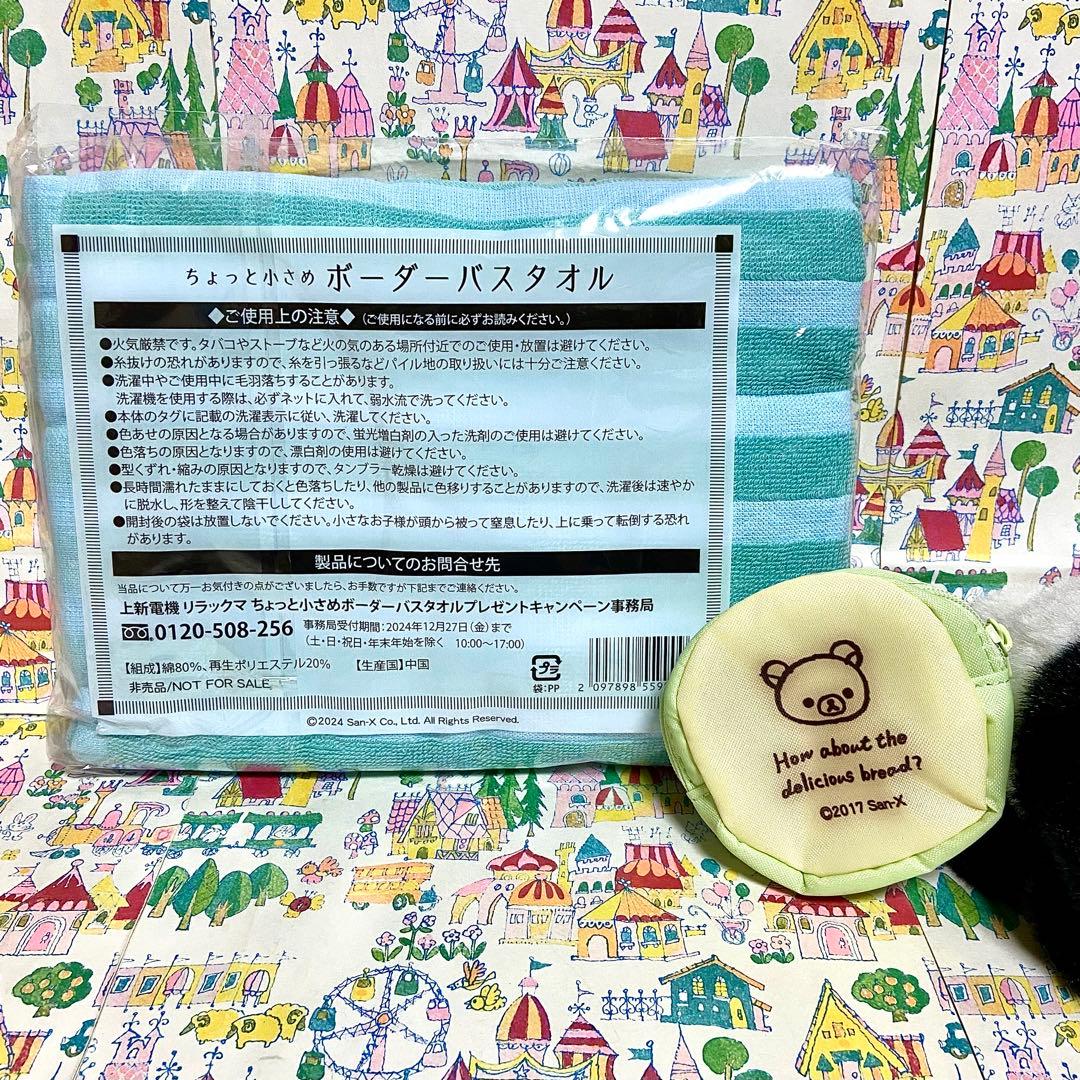 ちょっと小さめ ボーダーバスタオル
◆ご使用上の注意◆(ご使用になる前に必ずお読みください。)
●火気厳禁です。タバコやストーブなど火の気のある場所付近でのご使用・放置は避けてください。
●糸抜けの恐れがありますので、糸を引っ張るなどパイル地の取り扱いには十分ご注意ください。
●洗濯中やご使用中に毛羽落ちすることがあります。
洗濯機を使用する際は、必ずネットに入れて、弱水流で洗ってください。
●本体のタグに記載の洗濯表示に従い、洗濯してください。
●色あせの原因となる場合がありますので、蛍光増白剤の入った洗剤のご使用は避けてください。
●色落ちの原因となりますので、漂白剤の使用は避けてください。
●型くずれ・縮みの原因となりますので、タンブラー乾燥は避けてください。
●長時間濡れたままにしておくと色落ちしたり、他の製品に色移りすることがありますので、洗濯後は速やか
に脱水し、形を整えて陰干ししてください。
●開封後の袋は放置しないでください。小さなお子様が頭から被って窒息したり、上に乗って転倒する恐れ
があります。
製品についてのお問合せ先
当品について万一お気付きの点がございましたら、お手数ですが下記までご連絡ください。
上新電機 リラックマ ちょっと小さめボーダーバスタオルプレゼントキャンペーン事務局
0120-508-256 事務局受付期間:2024年12月27日(金)まで
(土・日・祝日・年末年始を除く 10:00~17:00)
【組成】綿80%、再生ポリエステル20% 【生産国】中国
非売品/NOT FOR SALE
プラ
袋:PP
2 097898 559
©2024 San-X Co., Ltd. All Rights Reserved.
How about the
delicious bread?
©2017 San-X